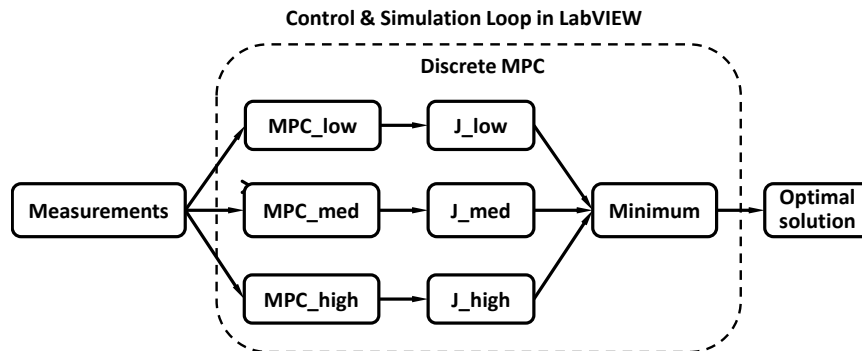 Control & Simulation Loop in LabVIEW
Discrete MPC
MPC_low
J_low
Measurements
MPC_med
J_med
Minimum
Optimal
solution
MPC_high
J_high